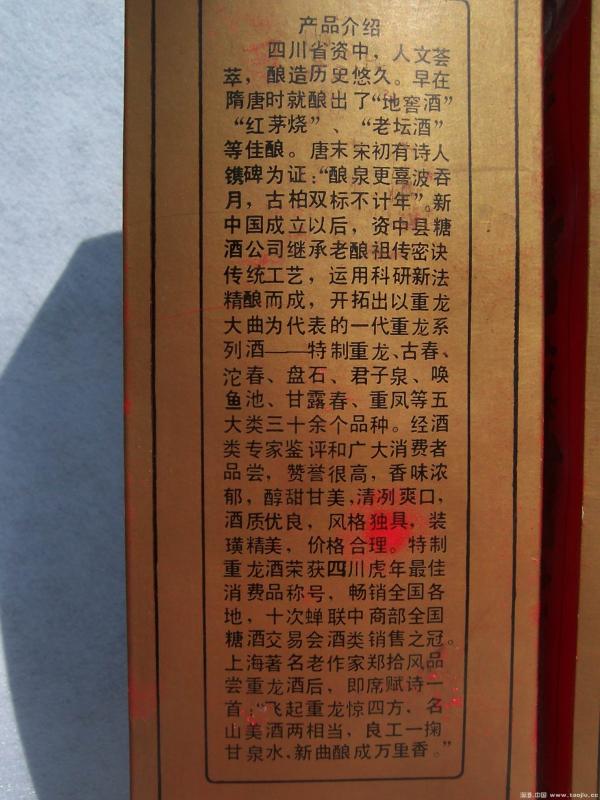 产品介绍
四川省资中，人文荟
萃，酿造历史悠久。早在
隋唐时就酿出了“地窖酒”
“红茅烧”、“老坛酒”
等佳酿。唐末宋初有诗人
镌碑为证：“酿泉更喜波吞
月，古柏双标不计年”。新
中国成立以后，资中县糖
酒公司继承老酿祖传密诀
传统工艺，运用科研新法
精酿而成，开拓出以重龙
大曲为代表的一代重龙系
列酒——特制重龙、古春、
沱春、盘石、君子泉、唤
鱼池、甘露春、重凤等五
大类三十余个品种。经酒
类专家鉴评和广大消费者
品尝，赞誉很高，香味浓
郁，醇甜甘美，清冽爽口，
酒质优良，风格独具，装
璜精美，价格合理。特制
重龙酒荣获四川虎年最佳
消费品称号，畅销全国各
地，十次蝉联中商部全国
糖酒交易会酒类销售之冠。
上海著名老作家郑拾风品
尝重龙酒后，即席赋诗一
首：“飞起重龙惊四方，名
山美酒两相当，良工一掬
甘泉水，新曲酿成万里香。”
淘酒.中国 www.taojiu.cc